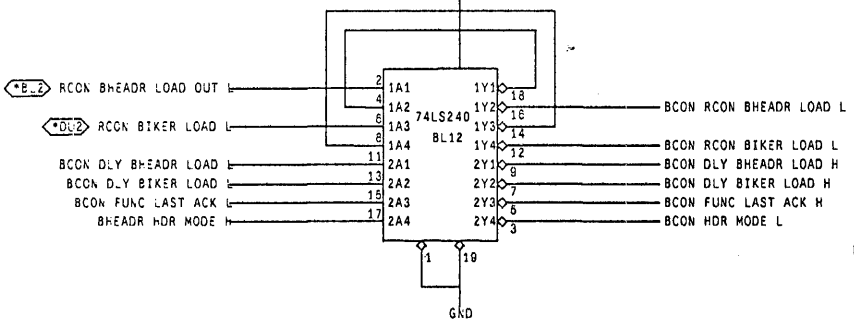 *BL2 RCON BHEADR LOAD OUT L 2 1A1 1Y1 18
4 1A2 1Y2 16 BCON RCON BHEADR LOAD L
*DU2 RCON BIKER LOAD L 6 1A3 1Y3 14
8 1A4 1Y4 12 BCON RCON BIKER LOAD L
74LS240
BL12
BCON DLY BHEADR LOAD L 11 2A1 2Y1 9 BCON DLY BHEADR LOAD H
BCON DLY BIKER LOAD L 13 2A2 2Y2 7 BCON DLY BIKER LOAD H
BCON FUNC LAST ACK L 15 2A3 2Y3 5 BCON FUNC LAST ACK H
BHEADR HDR MODE H 17 2A4 2Y4 3 BCON HDR MODE L
1 19
GND